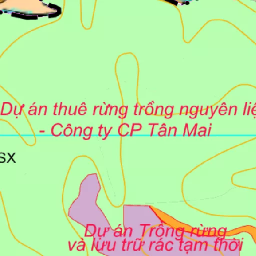 Dự án thuê rừng trồng nguyên liệ
- Công ty CP Tân Mai
SX
Dự án Trồng rừng
và lưu trữ rác tạm thời